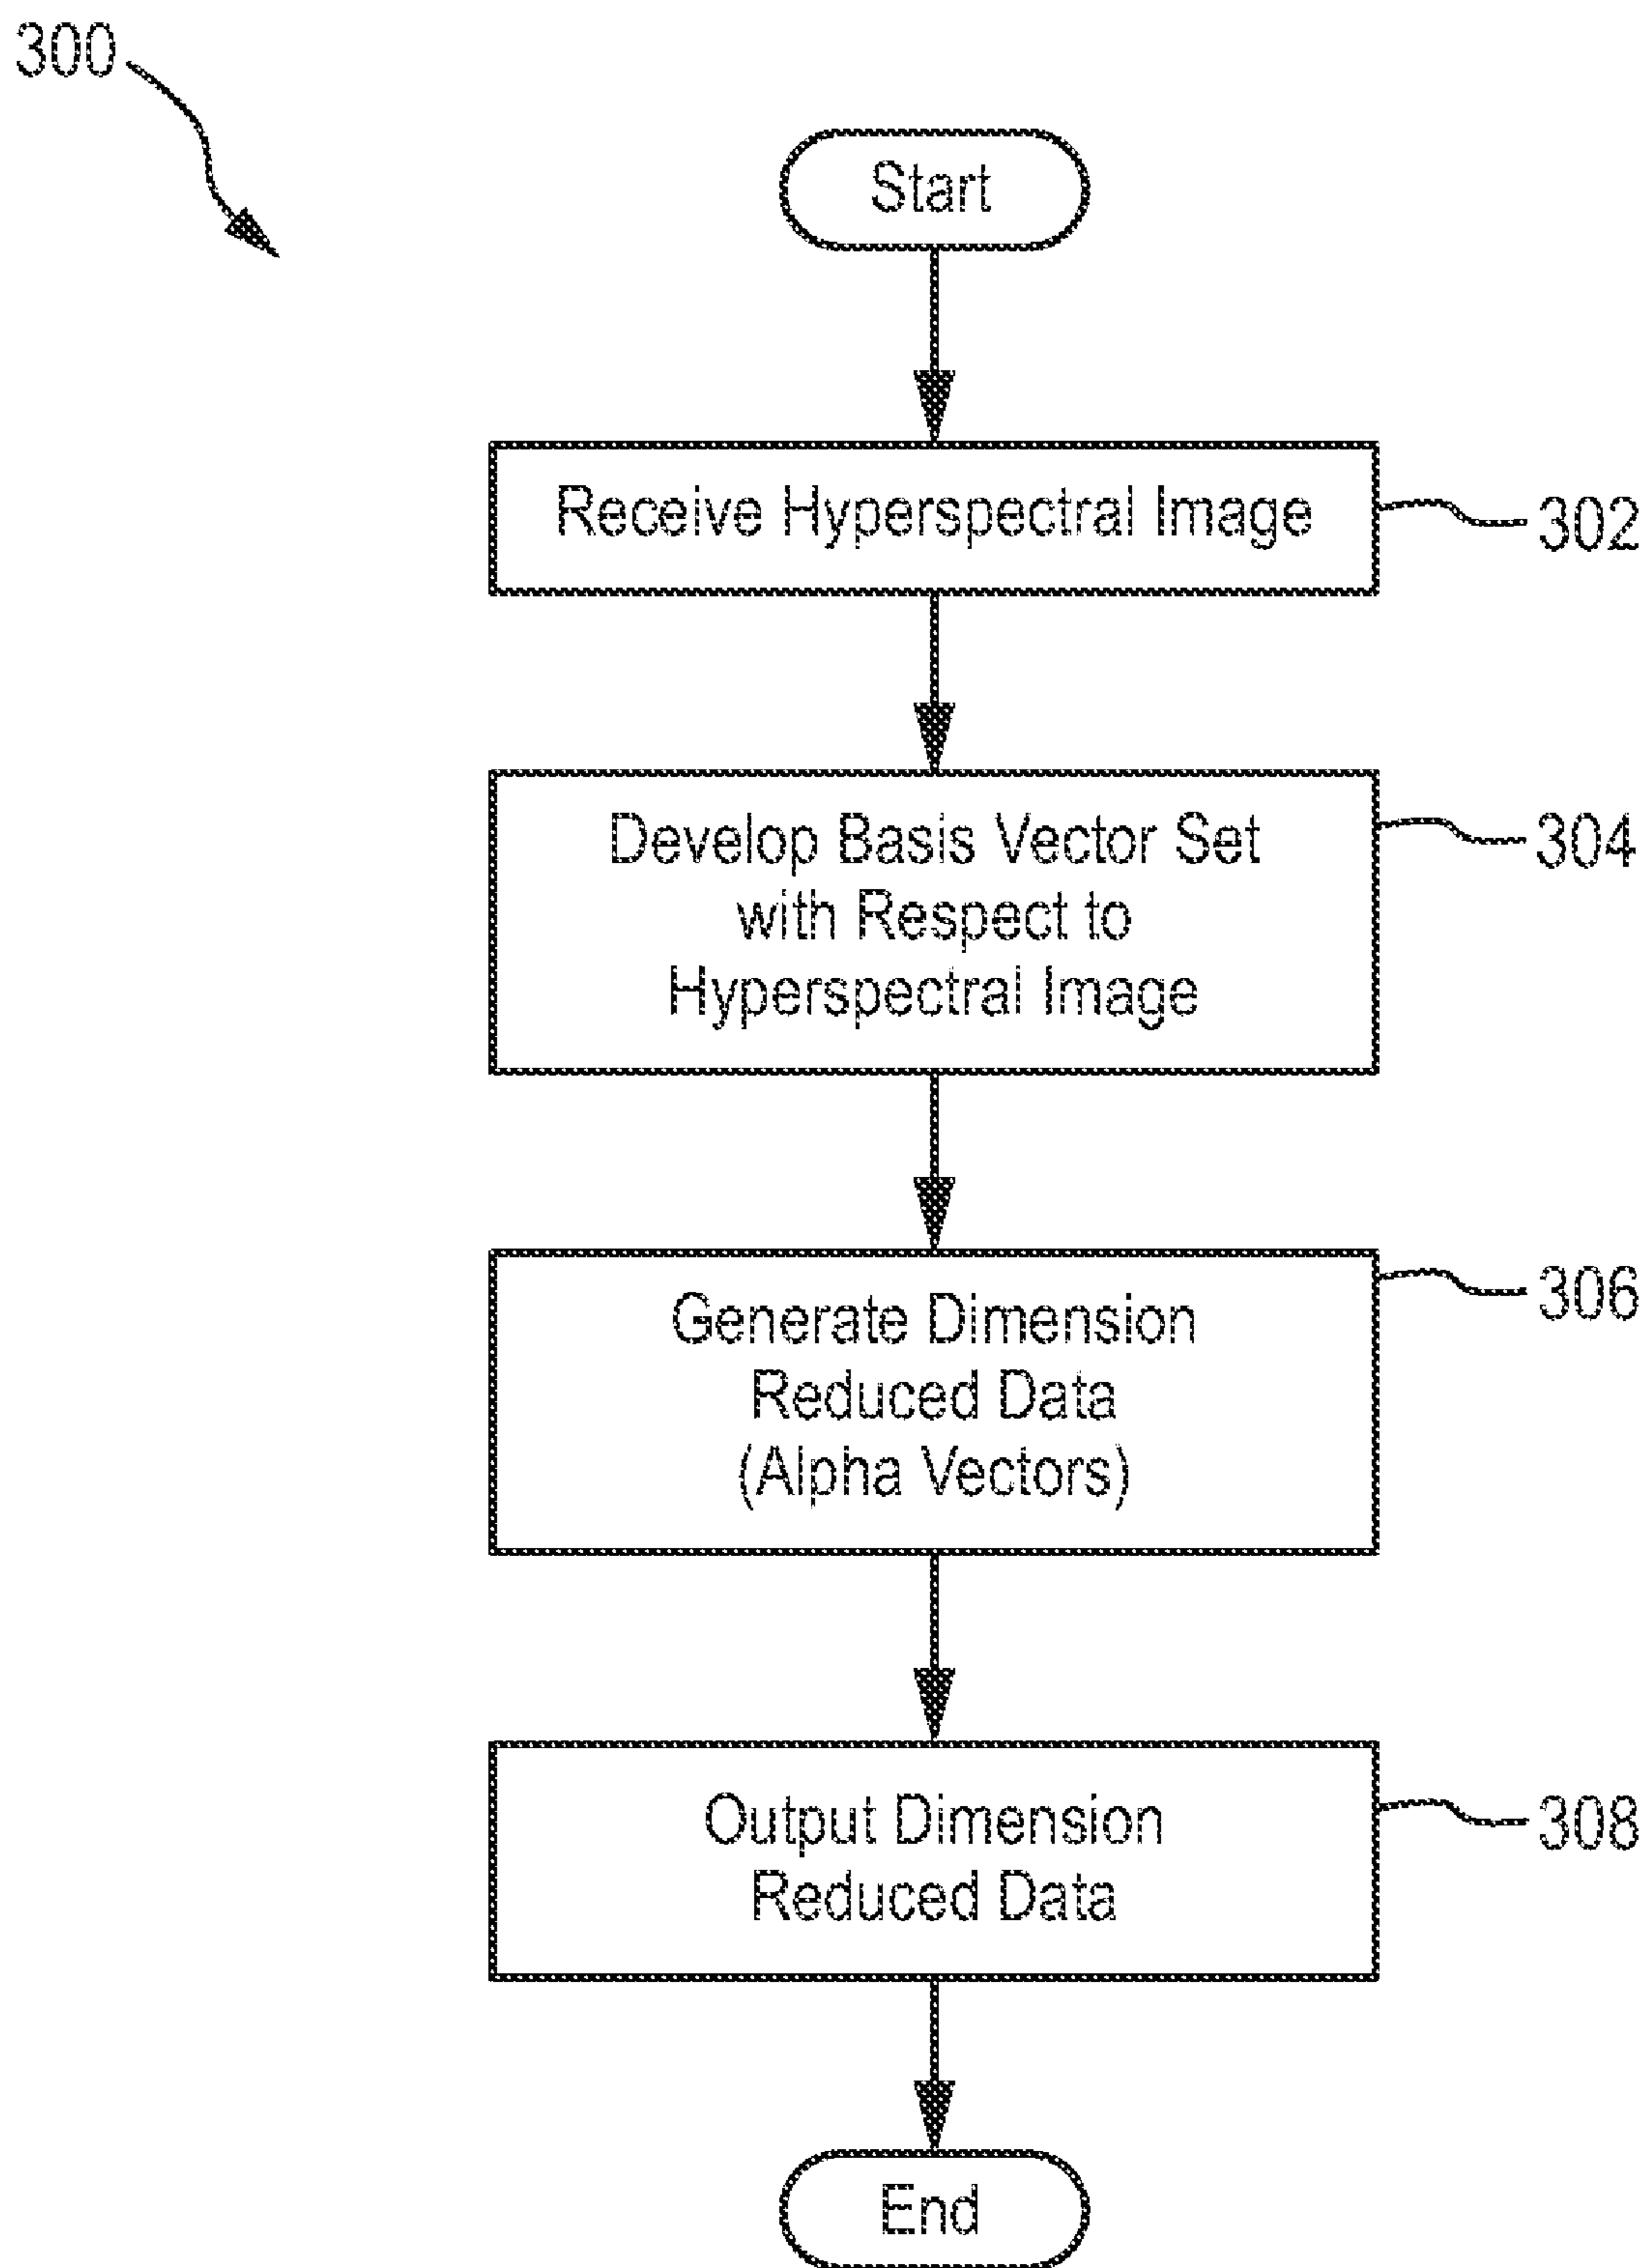 300
Start
Receive Hyperspectral Image
302
Develop Basis Vector Set
with Respect to
Hyperspectral Image
304
Generate Dimension
Reduced Data
(Alpha Vectors)
306
Output Dimension
Reduced Data
308
End